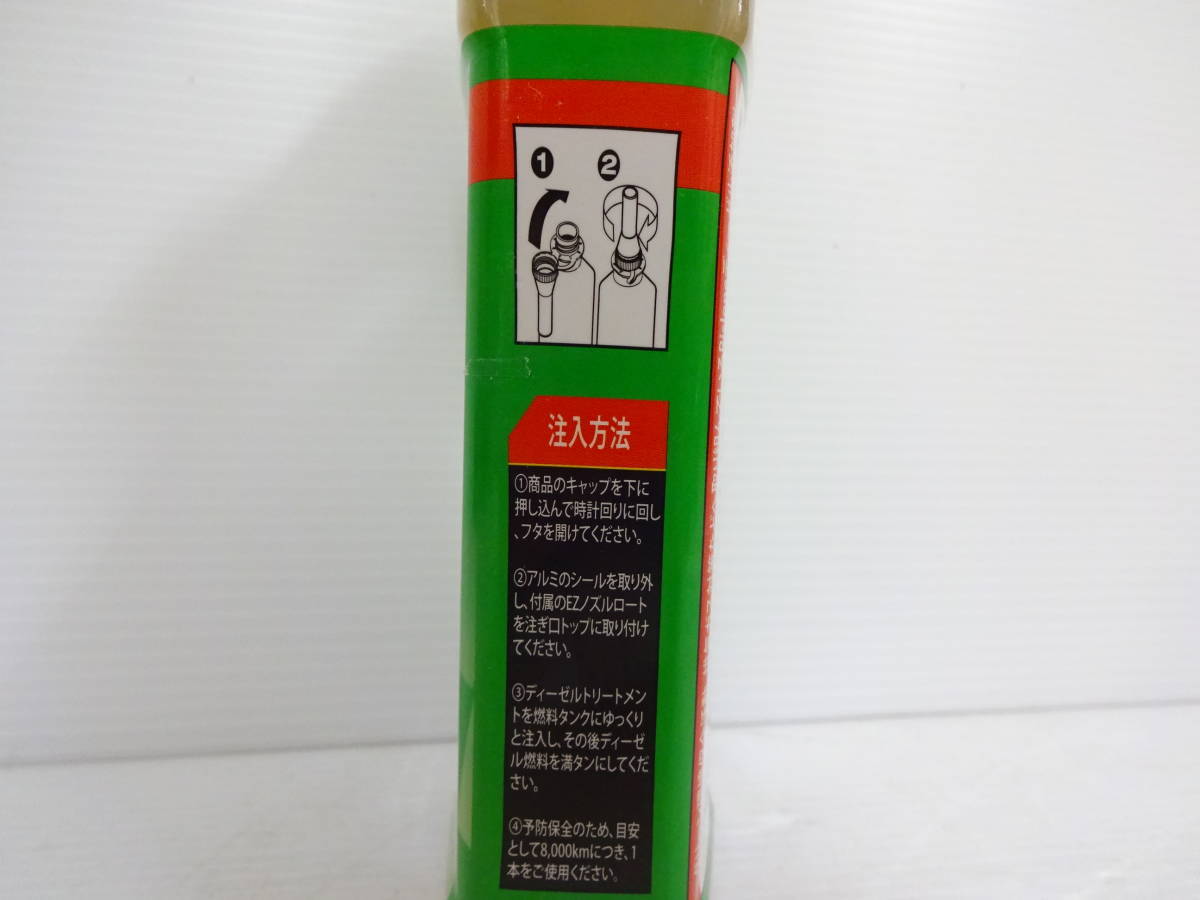 ❶ ❷
注入方法
①商品のキャップを下に
押し込んで時計回りに回し
、フタを開けてください。
②アルミのシールを取り外
し、付属のEZノズルロート
を注ぎ口トップに取り付け
てください。
③ディーゼルトリートメン
トを燃料タンクにゆっくり
と注入し、その後ディーゼ
ル燃料を満タンにしてくだ
さい。
④予防保全のため、目安
として8,000kmにつき、1
本をご使用ください。